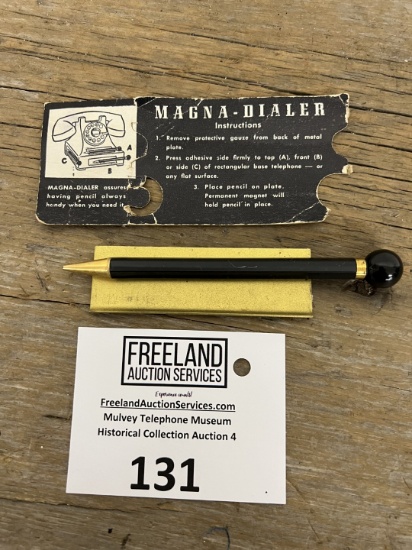 MAGNA-DIALER
Instructions
1. Remove protective gauze from back of metal
plate.
2. Press adhesive side firmly to top (A), front (B)
or side (C) of rectangular base telephone — or
any flat surface.
3. Place pencil on plate.
Permanent magnet will
hold pencil in place.
A
C
B
MAGNA-DIALER assures
having pencil always
handy when you need it.
FREELAND
AUCTION SERVICES
FreelandAuctionServices.com
Mulvey Telephone Museum
Historical Collection Auction 4
131